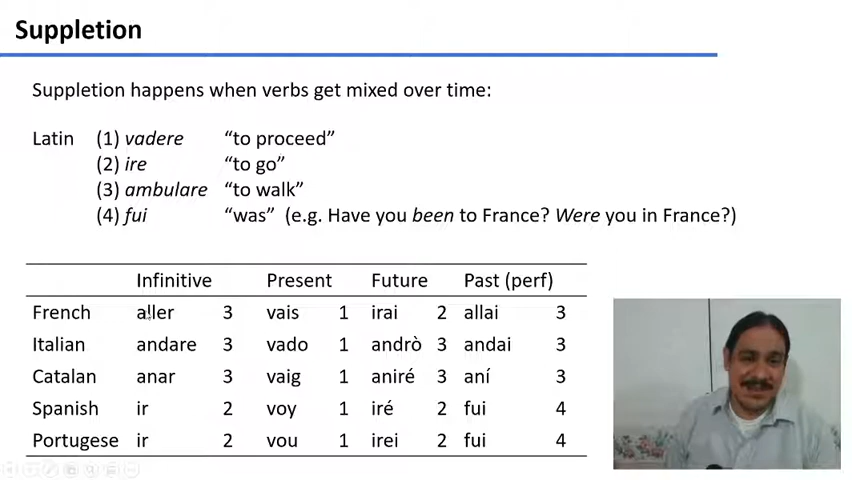 Suppletion
Suppletion happens when verbs get mixed over time:
Latin (1) vadere "to proceed"
(2) ire "to go"
(3) ambulare "to walk"
(4) fui "was" (e.g. Have you been to France? Were you in France?)
Infinitive Present Future Past (perf)
French aller 3 vais 1 irai 2 allai 3
Italian andare 3 vado 1 andrò 3 andai 3
Catalan anar 3 vaig 1 aniré 3 aní 3
Spanish ir 2 voy 1 iré 2 fui 4
Portugese ir 2 vou 1 irei 2 fui 4